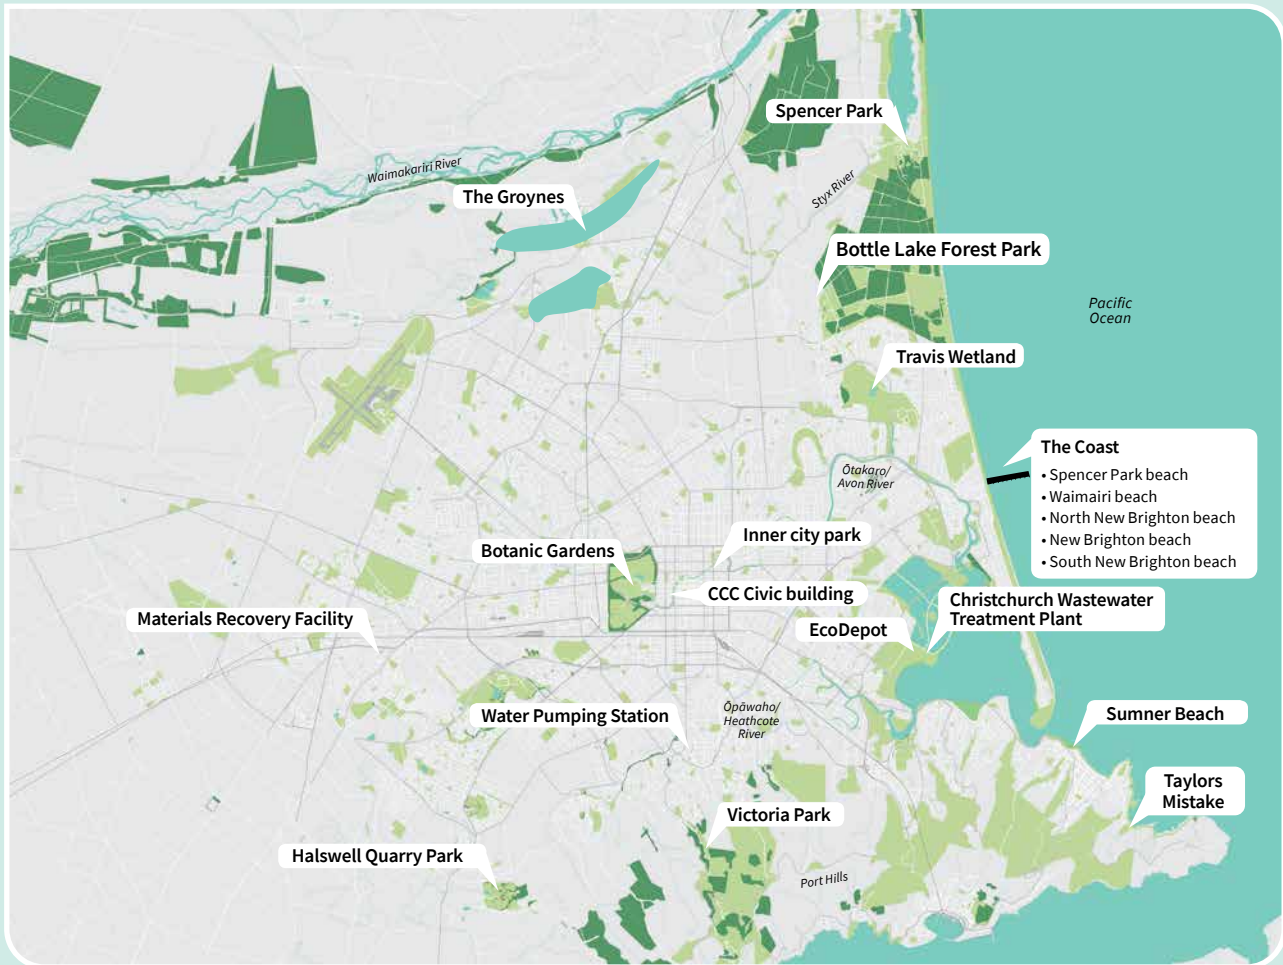 Spencer Park
Waimakariri River
The Groynes
Styx River
Bottle Lake Forest Park
Pacific
Ocean
Travis Wetland
The Coast
• Spencer Park beach
• Waimairi beach
• North New Brighton beach
• New Brighton beach
• South New Brighton beach
Ōtakaro/
Avon River
Inner city park
Botanic Gardens
CCC Civic building
Christchurch Wastewater
Treatment Plant
Materials Recovery Facility
EcoDepot
Water Pumping Station
Ōpāwaho/
Heathcote
River
Sumner Beach
Taylors
Mistake
Victoria Park
Halswell Quarry Park
Port Hills